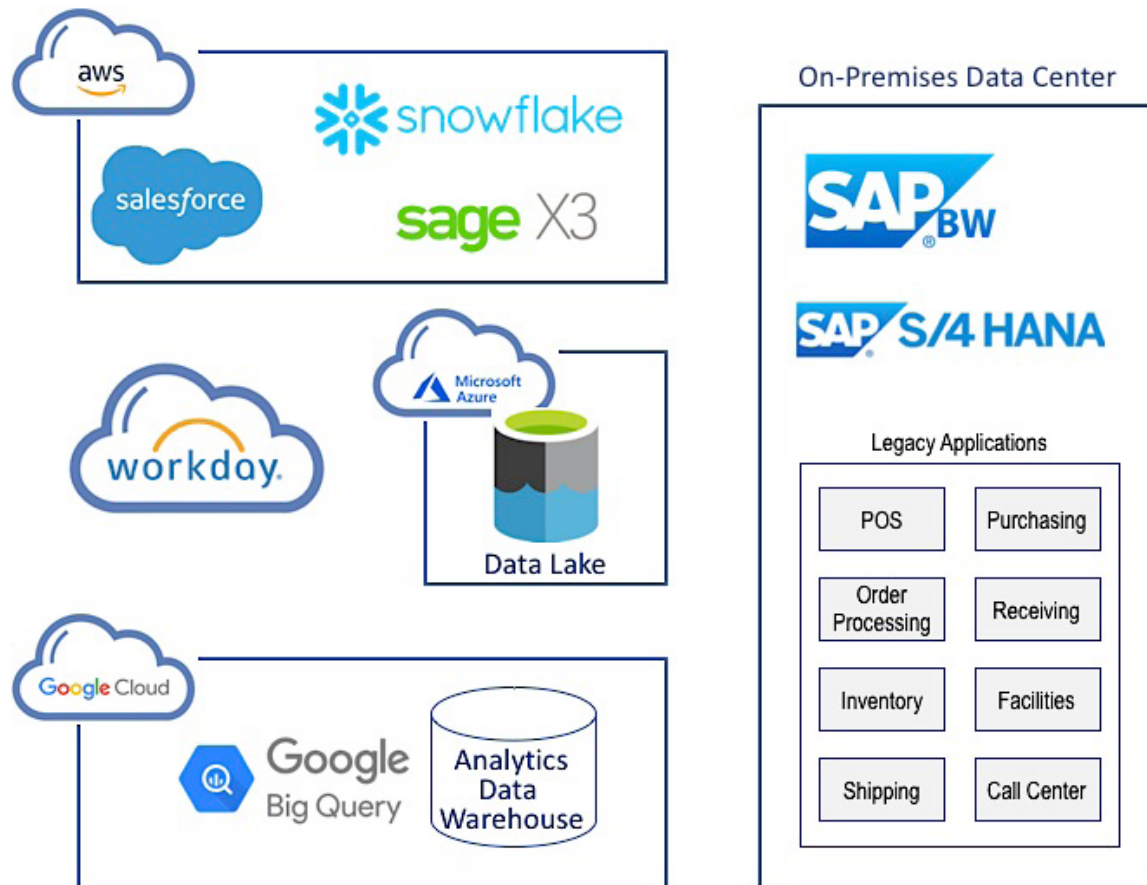 aws
snowflake
salesforce
sage X3
Microsoft
Azure
workday.
Data Lake
Google Cloud
Google
Big Query
Analytics
Data
Warehouse
On-Premises Data Center
SAP
®
BW
SAP® S/4 HANA
Legacy Applications
POS
Purchasing
Order
Processing
Receiving
Inventory
Facilities
Shipping
Call Center